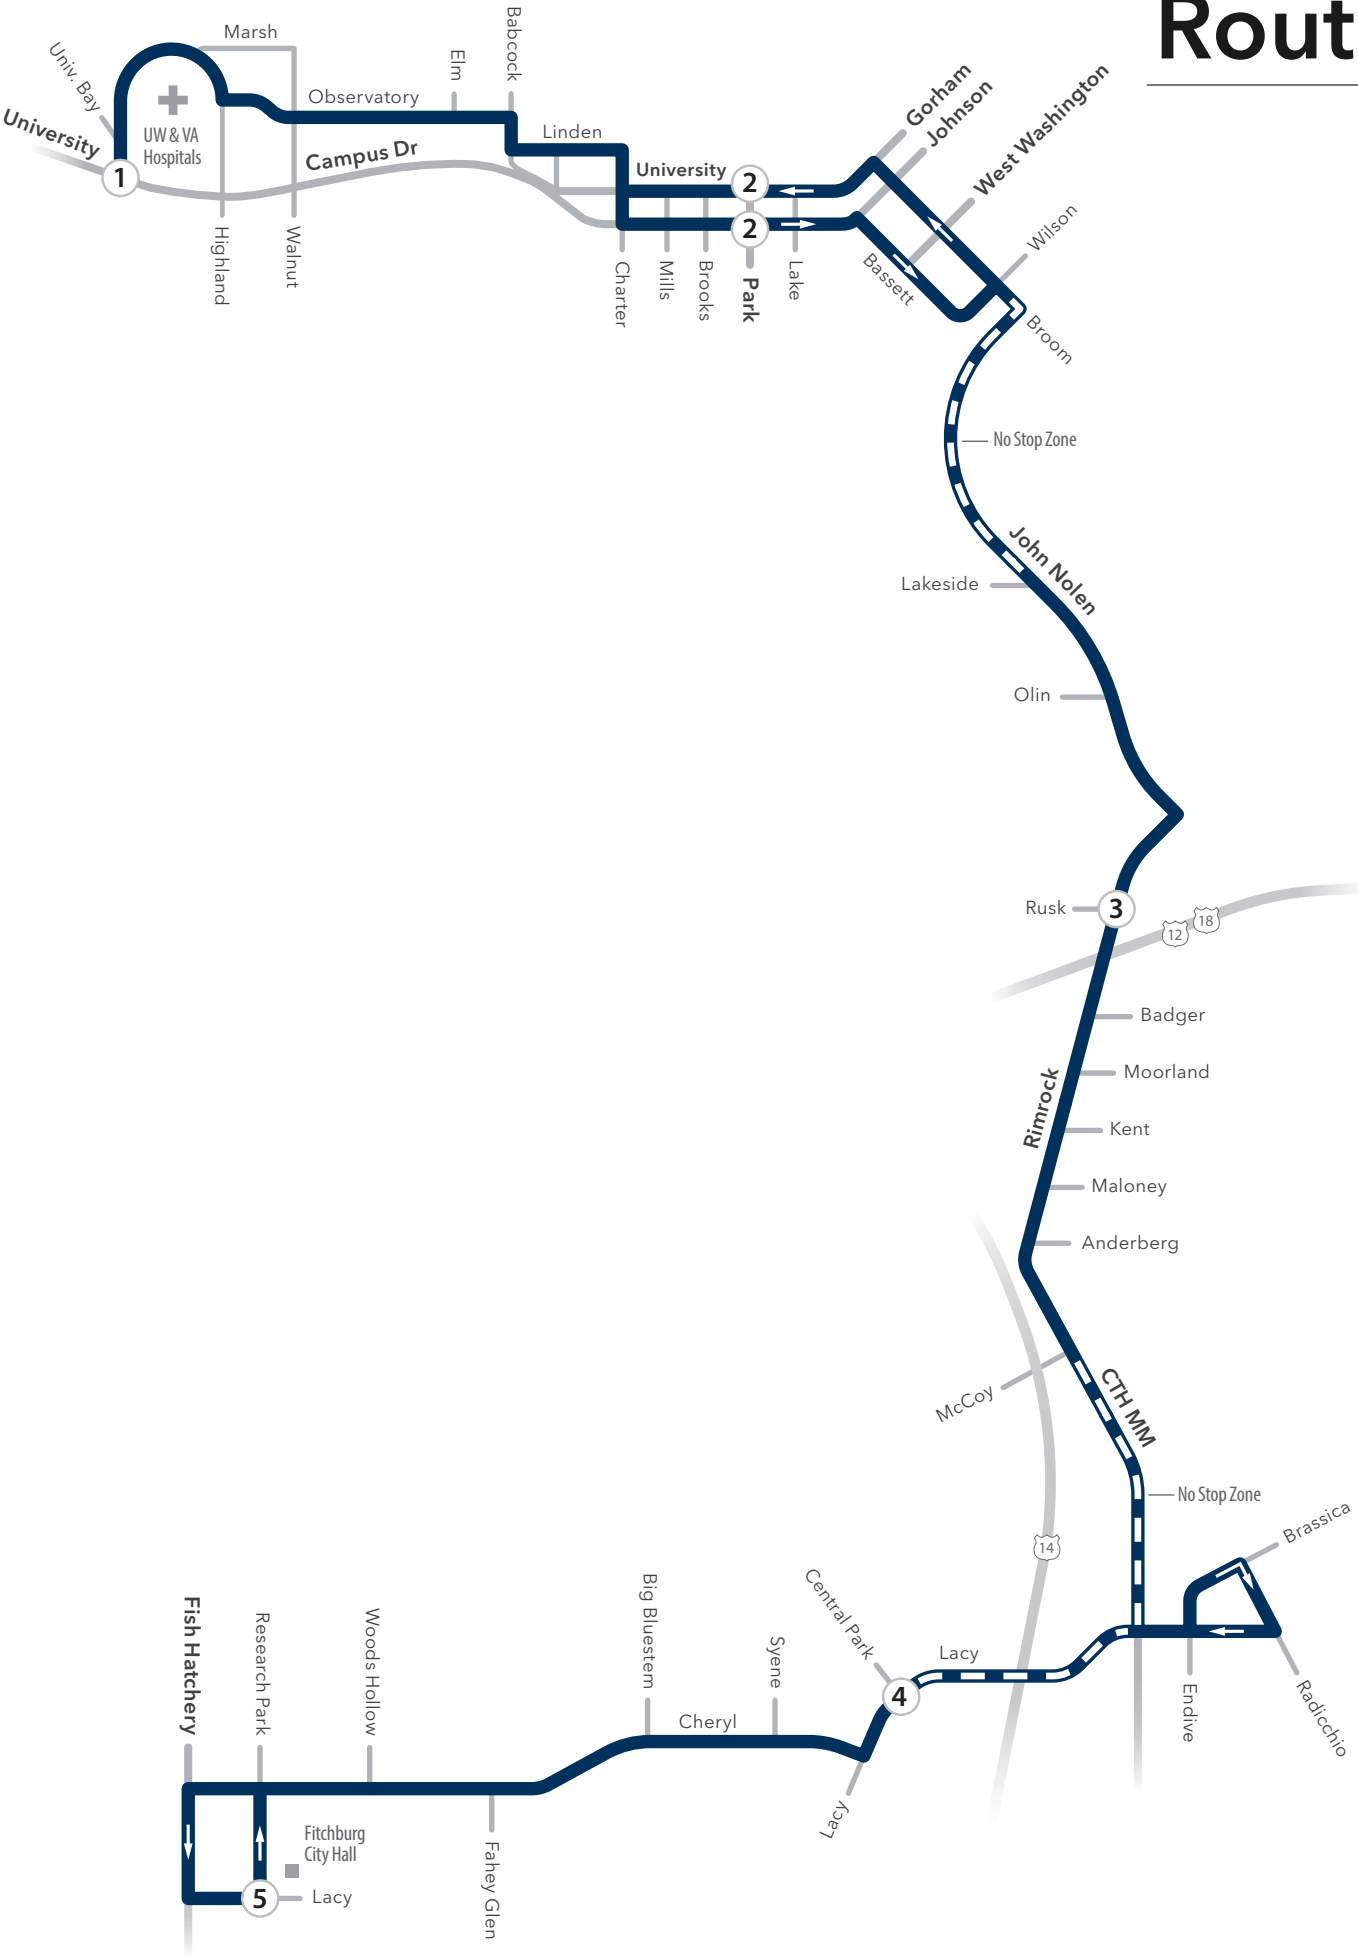 Rout
Babcock
Marsh
Elm
Univ. Bay
Gorham
Johnson
West Washington
Observatory
University
UW & VA
Hospitals
Linden
Campus Dr
University
1
2
2
Wilson
Highland
Walnut
Charter
Mills
Brooks
Park
Lake
Bassett
Broom
No Stop Zone
John Nolen
Lakeside
Olin
Rusk
3
12
18
Badger
Moorland
Rimrock
Kent
Maloney
Anderberg
McCoy
CTH MM
No Stop Zone
Brassica
14
Central Park
Big Bluestem
Fish Hatchery
Research Park
Woods Hollow
Syene
Lacy
4
Endive
Radicchio
Cheryl
Lacy
Fitchburg
City Hall
Fahey Glen
5
Lacy